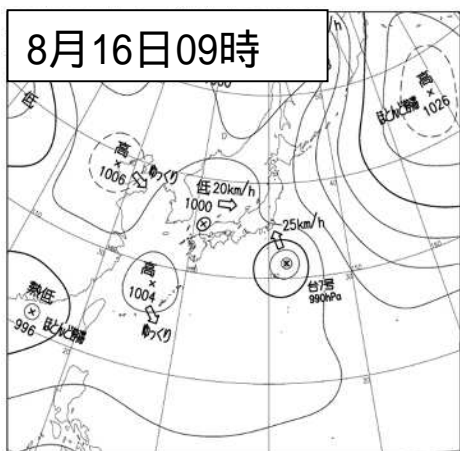 8月16日09時
高
1026
ほとんど停滞
低
高
1006
ゆっくり
低 20km/h
1000
25km/h
台7号
990hPa
高
1004
ゆっくり
熱低
996
ほとんど停滞